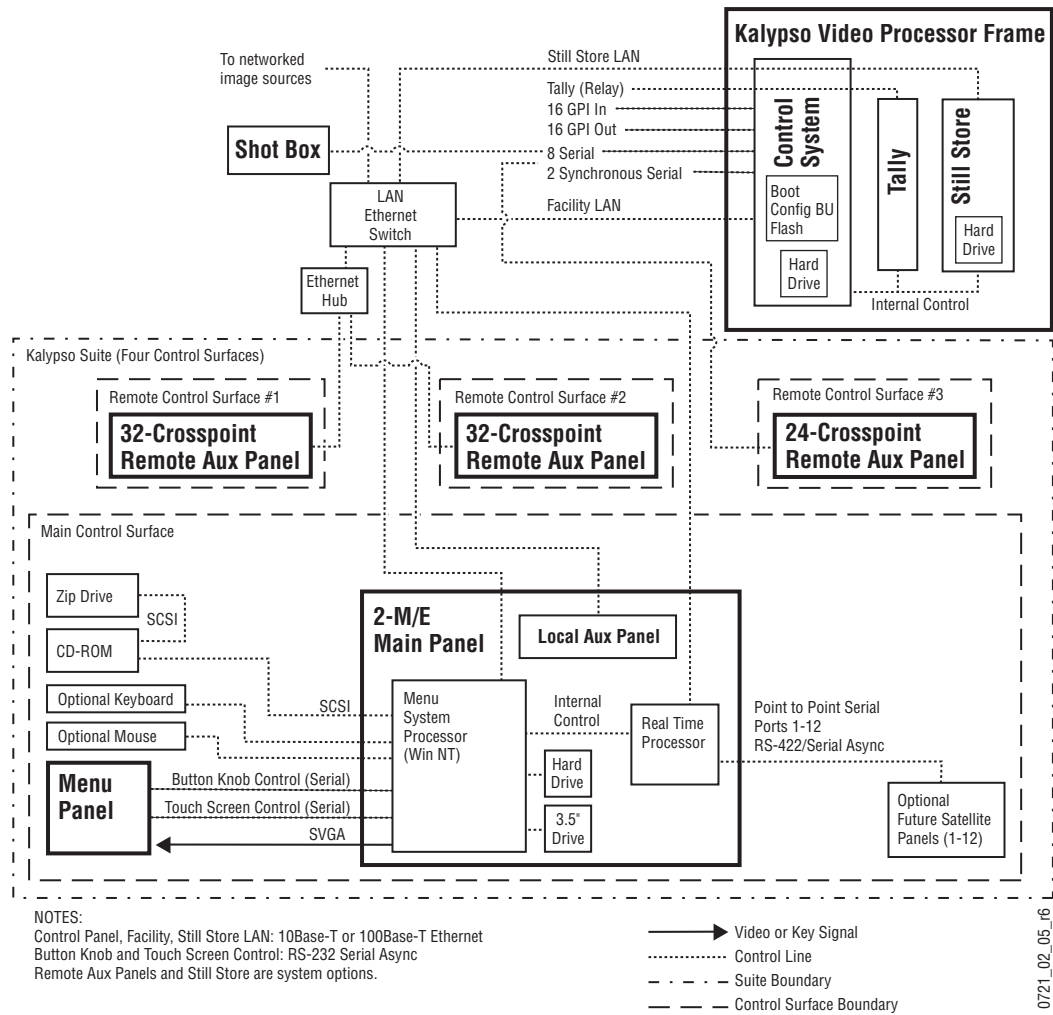 Kalypso Video Processor Frame
To networked
image sources
Still Store LAN
Tally (Relay)
16 GPI In
16 GPI Out
8 Serial
2 Synchronous Serial
Facility LAN
Shot Box
LAN
Ethernet
Switch
Ethernet
Hub
Control
System
Boot
Config BU
Flash
Hard
Drive
Tally
Still Store
Hard
Drive
Internal Control
Kalypso Suite (Four Control Surfaces)
Remote Control Surface #1
32-Crosspoint
Remote Aux Panel
Remote Control Surface #2
32-Crosspoint
Remote Aux Panel
Remote Control Surface #3
24-Crosspoint
Remote Aux Panel
Main Control Surface
Zip Drive
SCSI
CD-ROM
Optional Keyboard
Optional Mouse
SCSI
Menu
Panel
Button Knob Control (Serial)
Touch Screen Control (Serial)
SVGA
2-M/E
Main Panel
Local Aux Panel
Menu
System
Processor
(Win NT)
Internal
Control
Real Time
Processor
Hard
Drive
3.5"
Drive
Point to Point Serial
Ports 1-12
RS-422/Serial Async
Optional
Future Satellite
Panels (1-12)
NOTES:
Control Panel, Facility, Still Store LAN: 10Base-T or 100Base-T Ethernet
Button Knob and Touch Screen Control: RS-232 Serial Async
Remote Aux Panels and Still Store are system options.
Video or Key Signal
Control Line
Suite Boundary
Control Surface Boundary
0721_02_05_r6